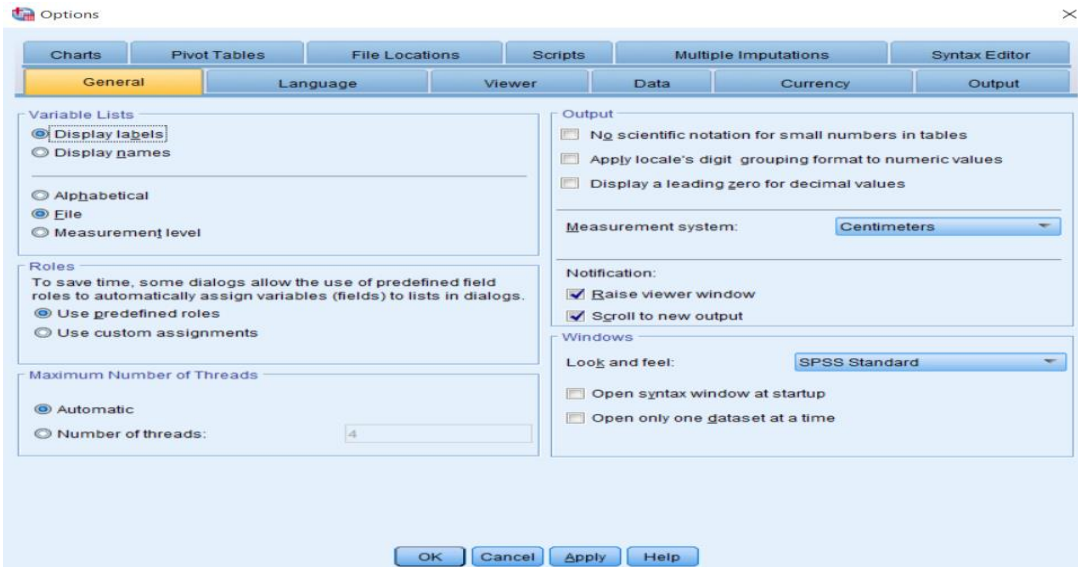 Options
Charts
Pivot Tables
File Locations
Scripts
Multiple Imputations
Syntax Editor
General
Language
Viewer
Data
Currency
Output
Variable Lists
Display labels
Display names
Alphabetical
File
Measurement level
Roles
To save time, some dialogs allow the use of predefined field
roles to automatically assign variables (fields) to lists in dialogs.
Use predefined roles
Use custom assignments
Maximum Number of Threads
Automatic
Number of threads:
4
Output
No scientific notation for small numbers in tables
Apply locale's digit grouping format to numeric values
Display a leading zero for decimal values
Measurement system:
Centimeters
Notification:
Raise viewer window
Scroll to new output
Windows
Look and feel:
SPSS Standard
Open syntax window at startup
Open only one dataset at a time
OK
Cancel
Apply
Help